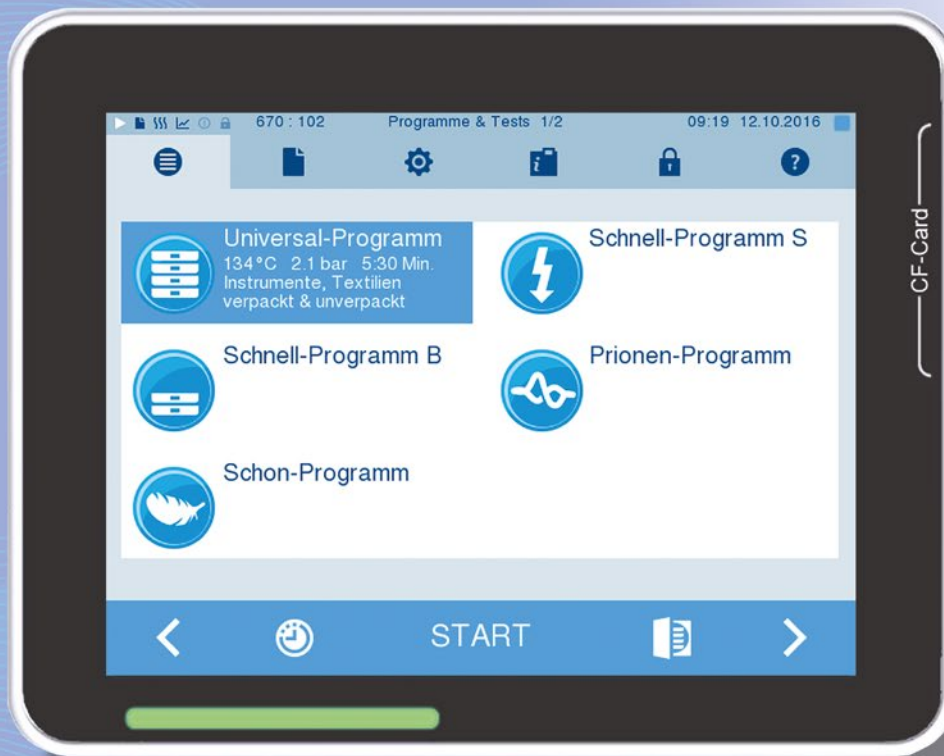 670 : 102 Programme & Tests 1/2 09:19 12.10.2016
Universal-Programm
134°C 2.1 bar 5:30 Min.
Instrumente, Textilien
verpackt & unverpackt
Schnell-Programm S
Schnell-Programm B
Prionen-Programm
Schon-Programm
START
CF-Card